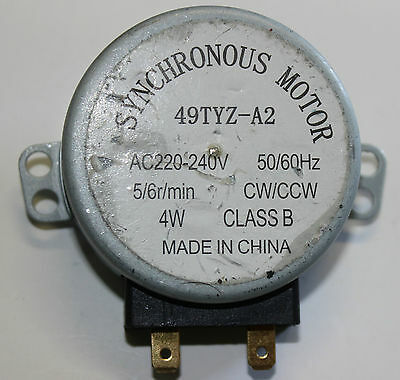 SYNCHRONOUS MOTOR
49TYZ-A2
AC220-240V 50/60Hz
5/6r/min CW/CCW
4W CLASS B
MADE IN CHINA